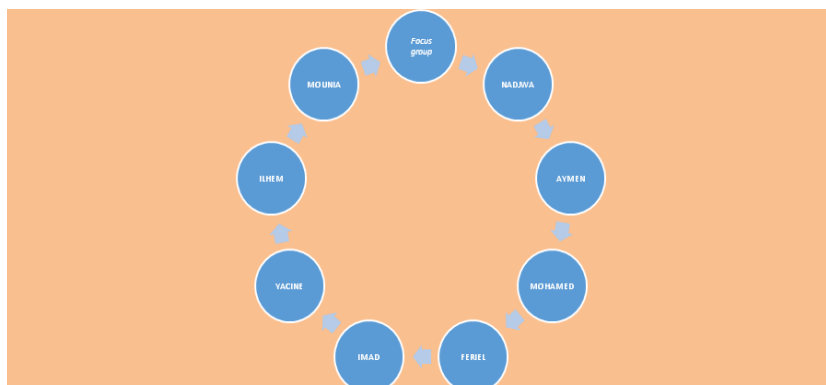 Focus
group
NADJWA
AYMEN
MOHAMED
FERIEL
IMAD
YACINE
ILHEM
MOUNIA